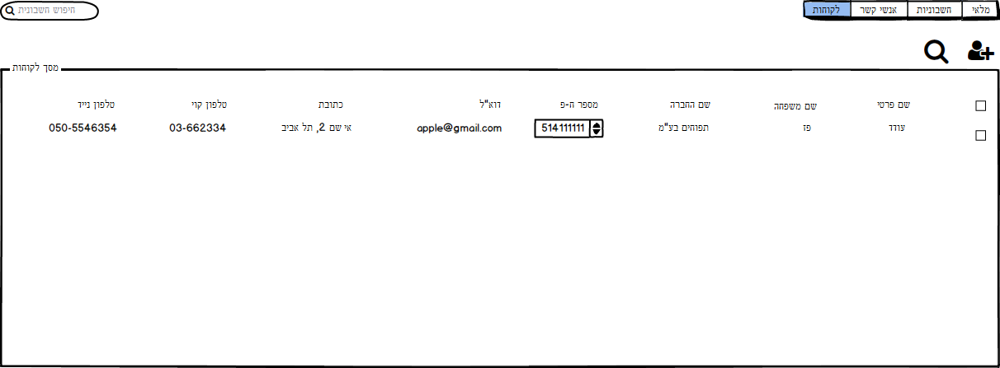 מלאי חשבוניות אנשי קשר לקוחות
חיפוש חשבונית
מסך לקוחות
שם פרטי שם משפחה שם החברה מספר ח-פ דוא"ל כתובת טלפון קוי טלפון נייד
עודד פז תפוחים בע"מ 514111111 apple@gmail.com אי שם 2, תל אביב 03-662334 050-5546354